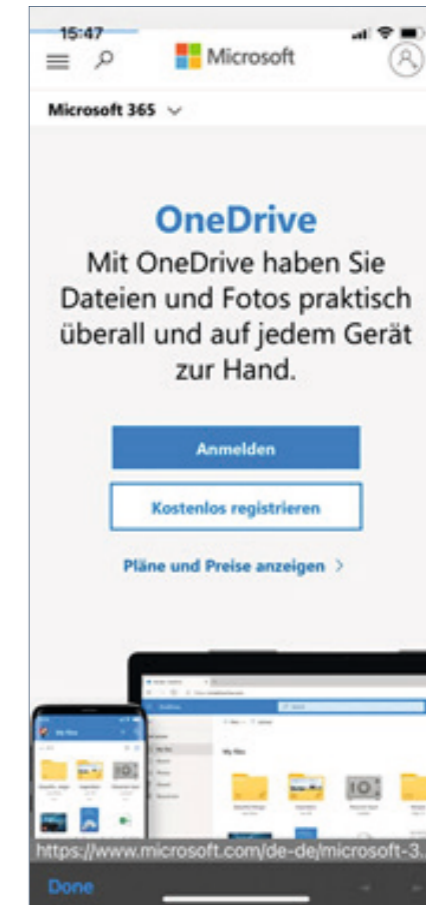 15:47
Microsoft
Microsoft 365
OneDrive
Mit OneDrive haben Sie
Dateien und Fotos praktisch
überall und auf jedem Gerät
zur Hand.
Anmelden
Kostenlos registrieren
Pläne und Preise anzeigen >
My files
My files
https://www.microsoft.com/de-de/microsoft-3...
Done